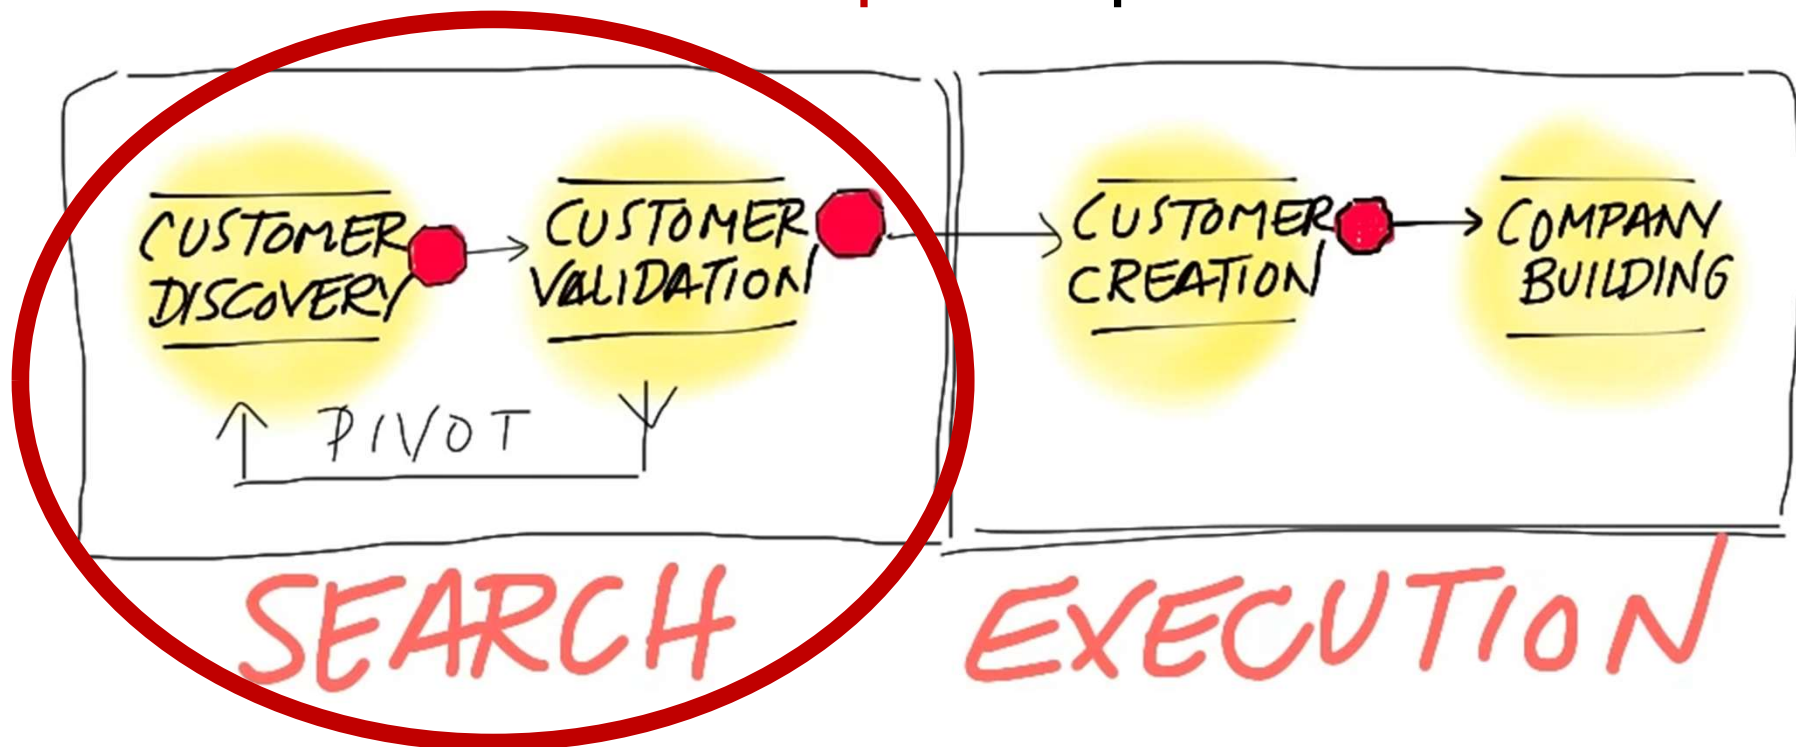 CUSTOMER
DISCOVERY
CUSTOMER
VALIDATION
CUSTOMER
CREATION
COMPANY
BUILDING
PIVOT
SEARCH
EXECUTION